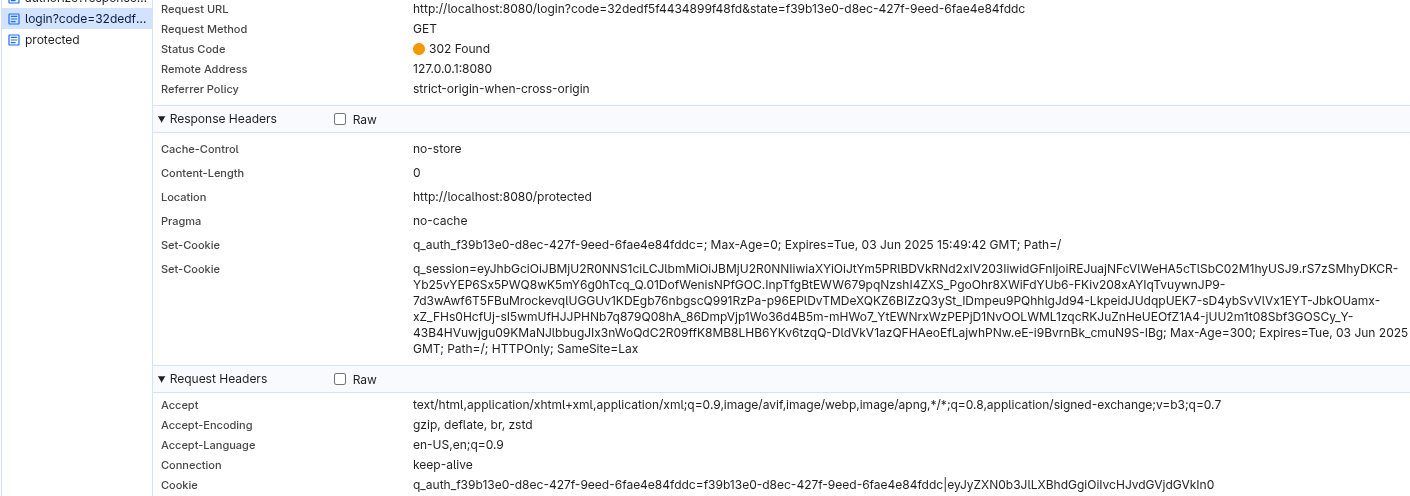 login?code=32dedf...
protected
Request URL http://localhost:8080/login?code=32dedf5f4434899f48fd&state=f39b13e0-d8ec-427f-9eed-6fae4e84fddc
Request Method GET
Status Code 302 Found
Remote Address 127.0.0.1:8080
Referrer Policy strict-origin-when-cross-origin
Response Headers Raw
Cache-Control no-store
Content-Length 0
Location http://localhost:8080/protected
Pragma no-cache
Set-Cookie q_auth_f39b13e0-d8ec-427f-9eed-6fae4e84fddc=; Max-Age=0; Expires=Tue, 03 Jun 2025 15:49:42 GMT; Path=/
Set-Cookie q_session=eyJhbGciOiJBMjU2R0NNS1ciLCJlbmMiOiJBMjU2R0NNIiwiaXYiOiJtYm5PRlBDVkRNd2xIV203IiwidGFnIjoiREJuajNFcVlWeHA5cTlSbC02M1hyUSJ9.rS7zSMhyDKCR-
Yb25vYEP6Sx5PWQ8wK5mY6g0hTcq_Q.01DofWenisNPfGOC.InpTfgBtEWW679pqNzshI4ZXS_PgoOhr8XWiFdYUb6-FKiv208xAYlqTvuywnJP9-
7d3wAwf6T5FBuMrockevqlUGGUv1KDEgb76nbgscQ991RzPa-p96EPlDvTMDeXQKZ6BIZzQ3ySt_IDmpeu9PQhhlgJd94-LkpeidJUdqpUEK7-sD4ybSvVlVx1EYT-JbkOUamx-
xZ_FHs0HcfUj-sI5wmUfHJJPHNb7q879Q08hA_86DmpVjp1Wo36d4B5m-mHWo7_YtEWNrxWzPEPjD1NvOOLWML1zqcRKJuZnHeUEOfZ1A4-jUU2m1t08Sbf3GOSCy_Y-
43B4HVuwjgu09KMaNJlbbugJIx3nWoQdC2R09ffK8MB8LHB6YKv6tzqQ-DldVkV1azQFHAeoEfLajwhPNw.eE-i9BvrnBk_cmuN9S-IBg; Max-Age=300; Expires=Tue, 03 Jun 2025
GMT; Path=/; HTTPOnly; SameSite=Lax
Request Headers Raw
Accept text/html,application/xhtml+xml,application/xml;q=0.9,image/avif,image/webp,image/apng,*/*;q=0.8,application/signed-exchange;v=b3;q=0.7
Accept-Encoding gzip, deflate, br, zstd
Accept-Language en-US,en;q=0.9
Connection keep-alive
Cookie q_auth_f39b13e0-d8ec-427f-9eed-6fae4e84fddc=f39b13e0-d8ec-427f-9eed-6fae4e84fddc|eyJyZXN0b3JlLXBhdGgiOiIvcHJvdGVjdGVkIn0